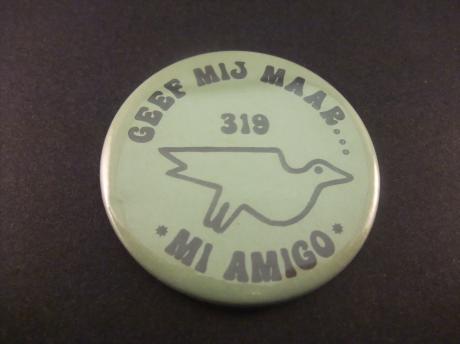 GEEF MIJ MAAR...
319
* MI AMIGO *